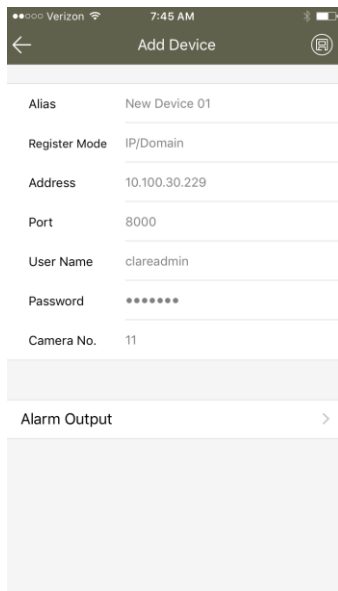 Verizon 7:45 AM
Add Device
Alias New Device 01
Register Mode IP/Domain
Address 10.100.30.229
Port 8000
User Name clareadmin
Password •••••••
Camera No. 11
Alarm Output